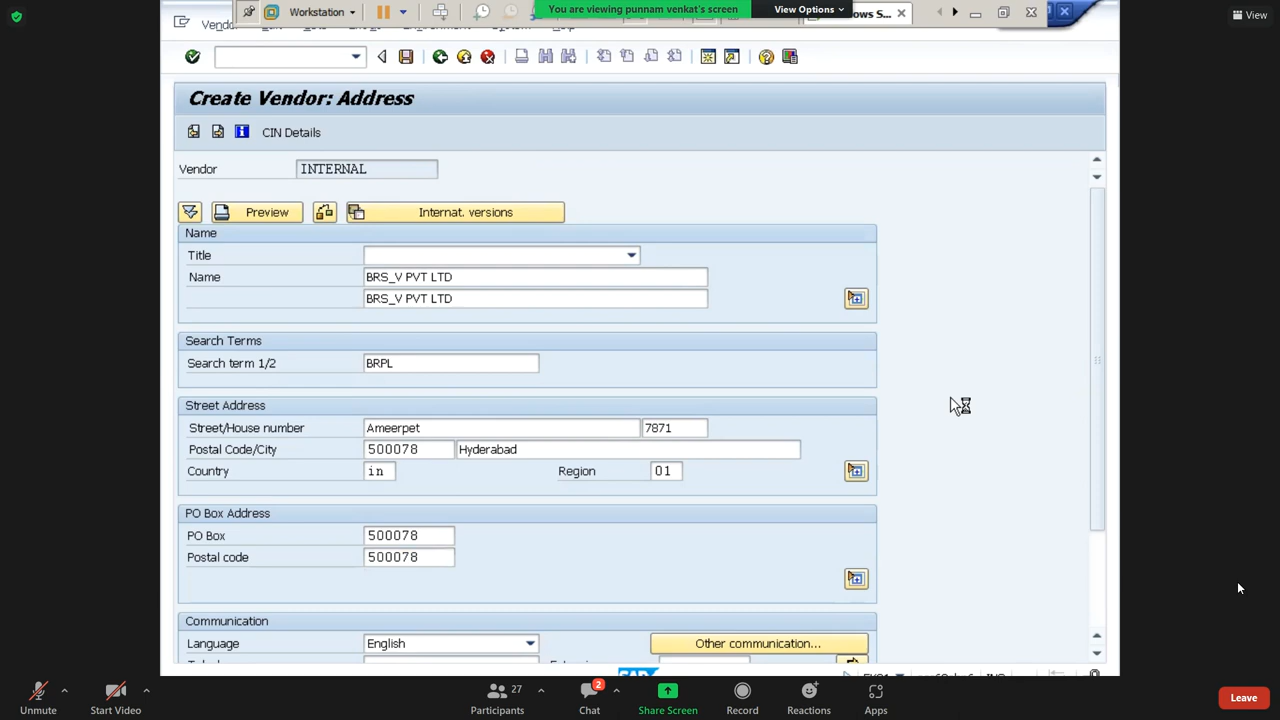 Workstation
You are viewing punnam venkat's screen
View Options
View
Create Vendor: Address
CIN Details
Vendor INTERNAL
Preview Internat. versions
Name
Title
Name BRS_V PVT LTD
BRS_V PVT LTD
Search Terms
Search term 1/2 BRPL
Street Address
Street/House number Ameerpet 7871
Postal Code/City 500078 Hyderabad
Country in Region 01
PO Box Address
PO Box 500078
Postal code 500078
Communication
Language English Other communication...
Unmute Start Video 27 Participants 2 Chat Share Screen Record Reactions Apps Leave